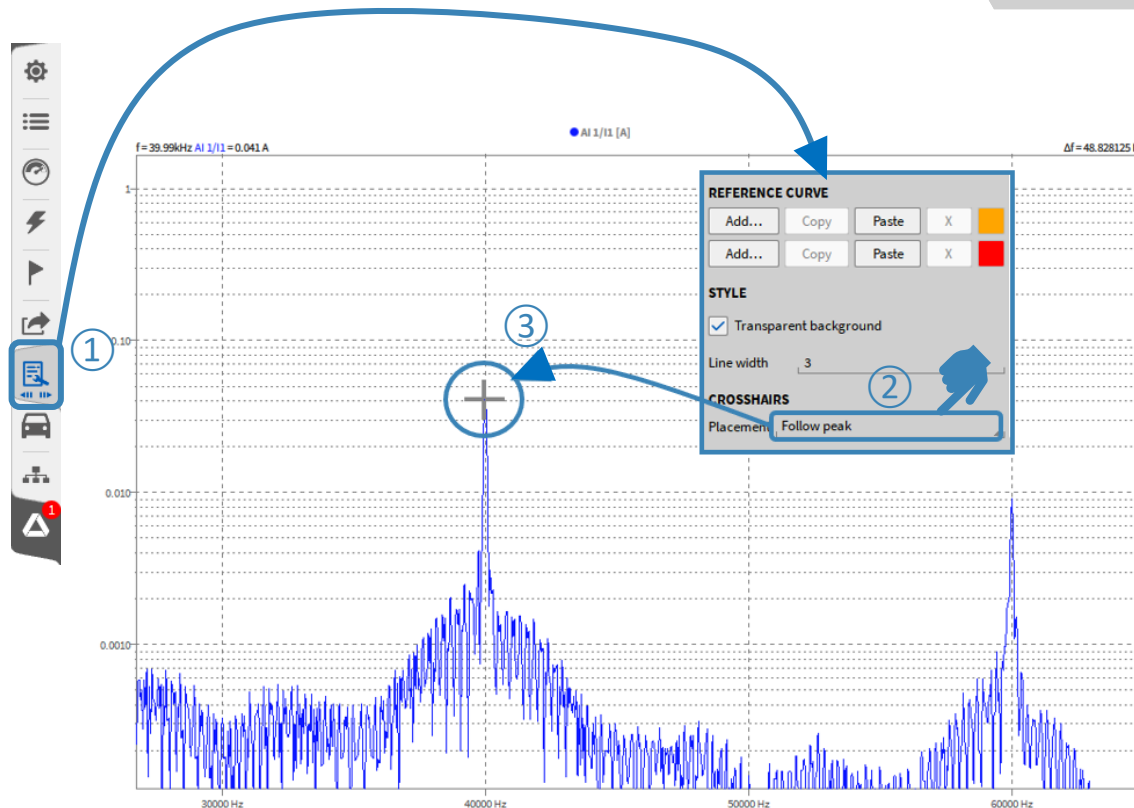 AI 1/I1 [A]
f=39.99kHz AI 1/I1=0.041 A
Δf=48.828125
REFERENCE CURVE
Add... Copy Paste X
Add... Copy Paste X
STYLE
Transparent background
Line width 3
CROSSHAIRS
Placement Follow peak
①
②
③
1
1
0.10
0.010
0.0010
30000 Hz
40000 Hz
50000 Hz
60000 Hz